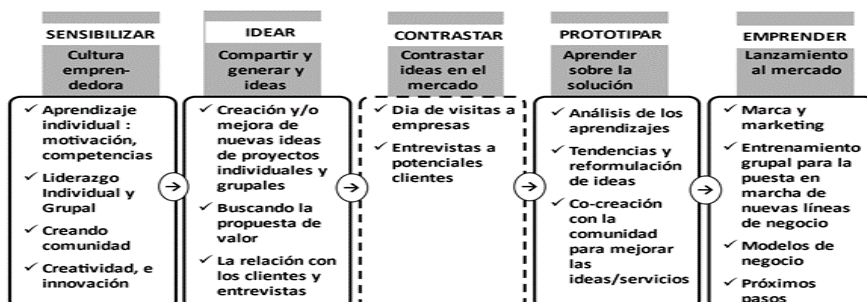 SENSIBILIZAR
Cultura
empren-
dedora
✓ Aprendizaje
individual :
motivación,
competencias
✓ Liderazgo
Individual y
Grupal
✓ Creando
comunidad
✓ Creatividad, e
innovación
IDEAR
Compartir y
generar y
ideas
✓ Creación y/o
mejora de
nuevas ideas
de proyectos
individuales y
grupales
✓ Buscando la
propuesta de
valor
✓ La relación con
los clientes y
entrevistas
CONTRASTAR
Contrastar
ideas en el
mercado
✓ Dia de visitas a
empresas
✓ Entrevistas a
potenciales
clientes
PROTOTIPAR
Aprender
sobre la
solución
✓ Análisis de los
aprendizajes
✓ Tendencias y
reformulación
de ideas
✓ Co-creación
con la
comunidad
para mejorar
las
ideas/servicios
EMPRENDER
Lanzamiento
al mercado
✓ Marca y
marketing
✓ Entrenamiento
grupal para la
puesta en
marcha de
nuevas líneas
de negocio
✓ Modelos de
negocio
✓ Próximos
pasos